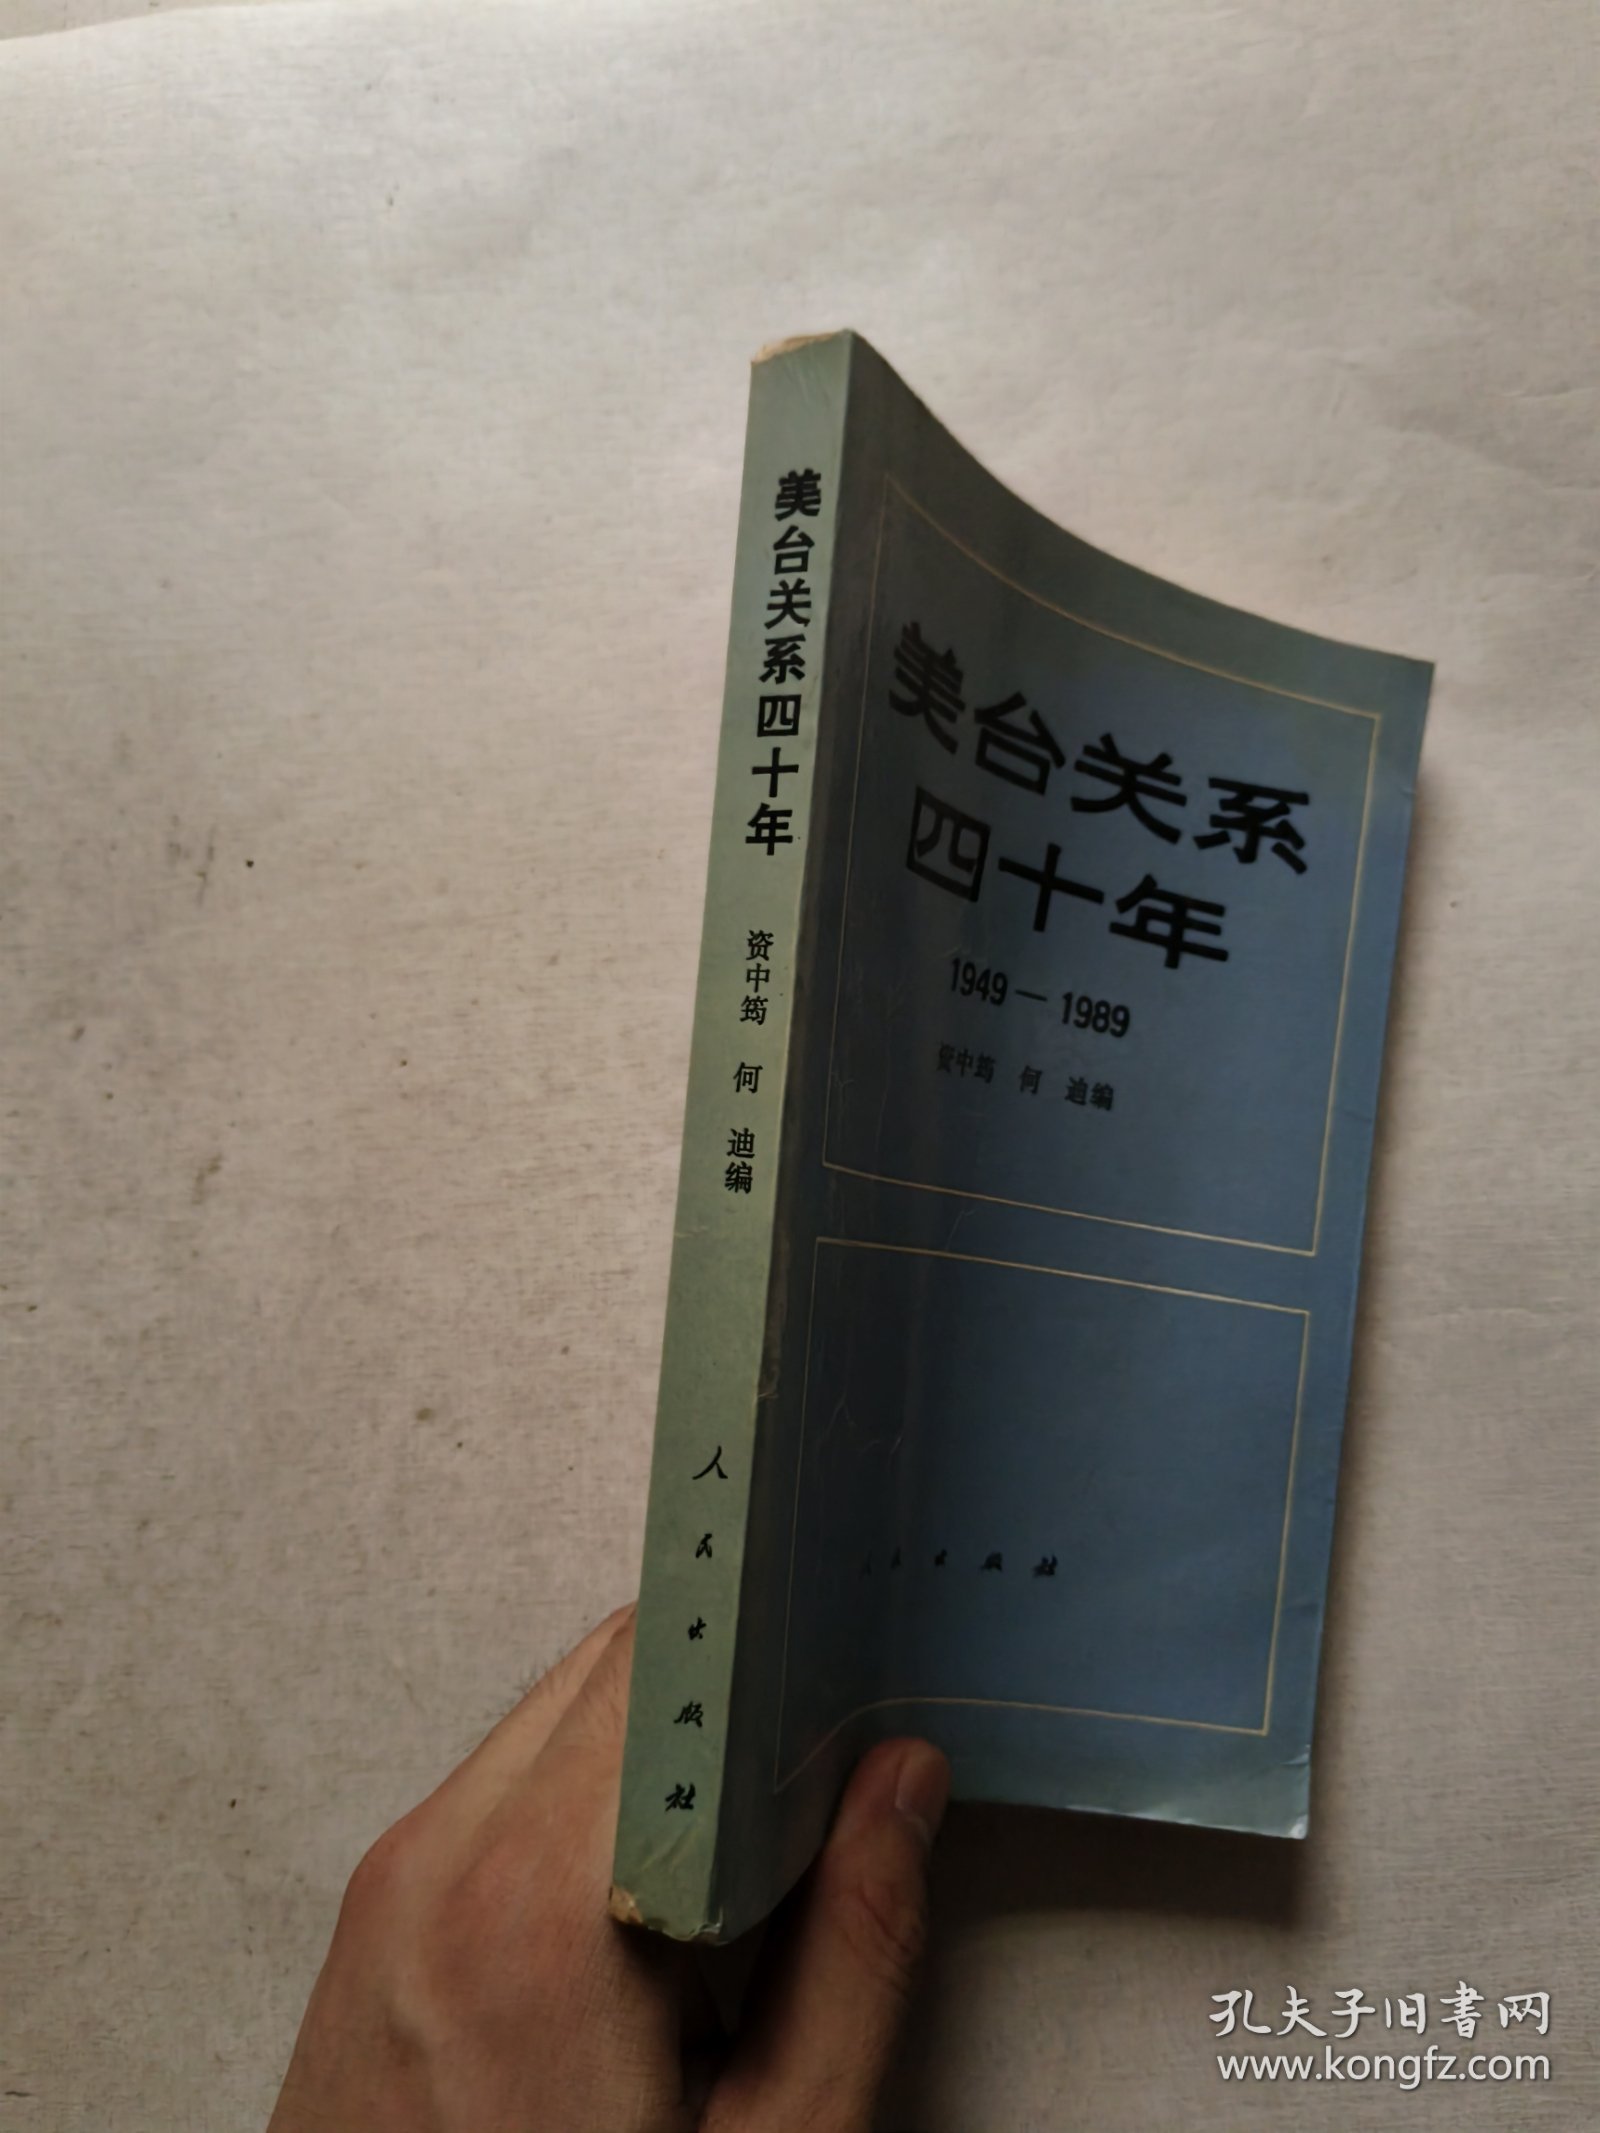 美台关系四十年
资中筠 何 迪编
人民出版社
美台关系
四十年
1949—1989
资中筠 何 迪编
人民出版社
孔夫子旧书网
www.kongfz.com